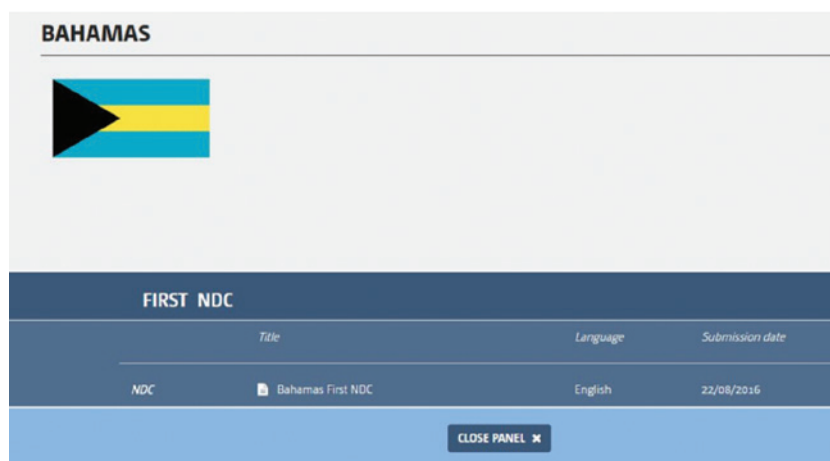 BAHAMAS
FIRST NDC
Title Language Submission date
NDC Bahamas First NDC English 22/08/2016
CLOSE PANEL ✖